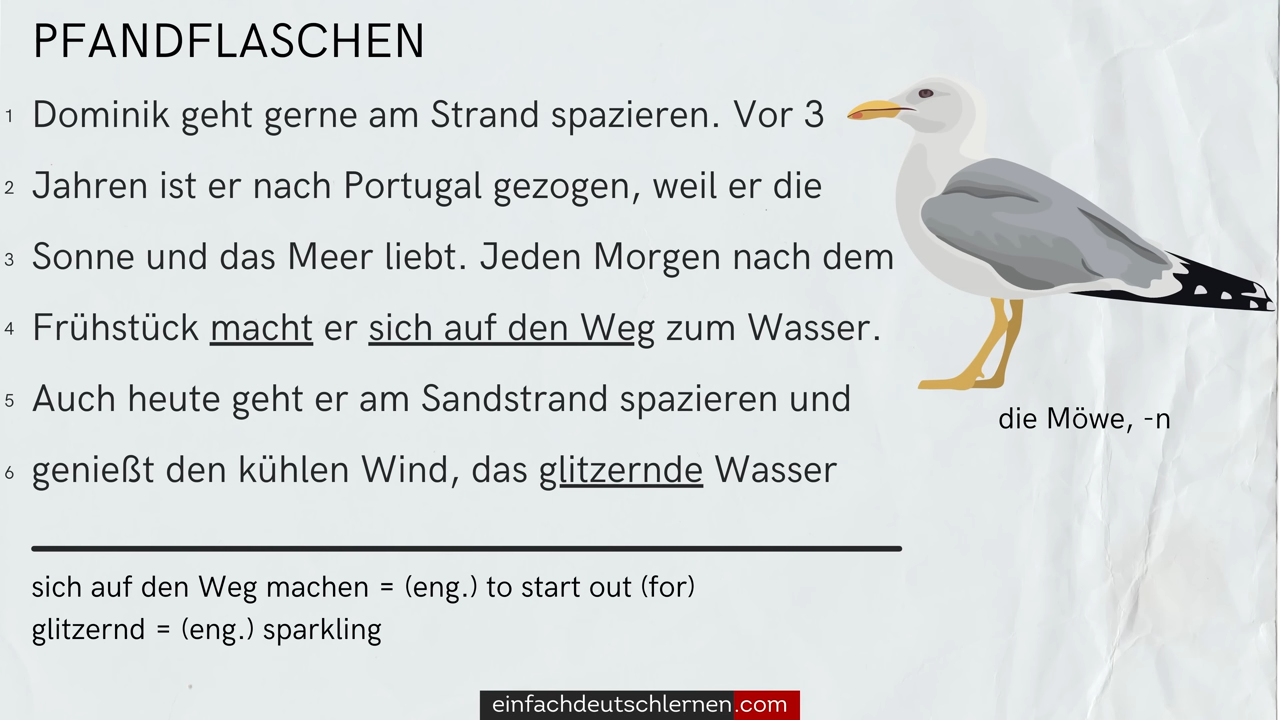 PFANDFLASCHEN
1 Dominik geht gerne am Strand spazieren. Vor 3
2 Jahren ist er nach Portugal gezogen, weil er die
3 Sonne und das Meer liebt. Jeden Morgen nach dem
4 Frühstück macht er sich auf den Weg zum Wasser.
5 Auch heute geht er am Sandstrand spazieren und
6 genießt den kühlen Wind, das glitzernde Wasser
die Möwe, -n
sich auf den Weg machen = (eng.) to start out (for)
glitzernd = (eng.) sparkling
einfachdeutschlernen.com